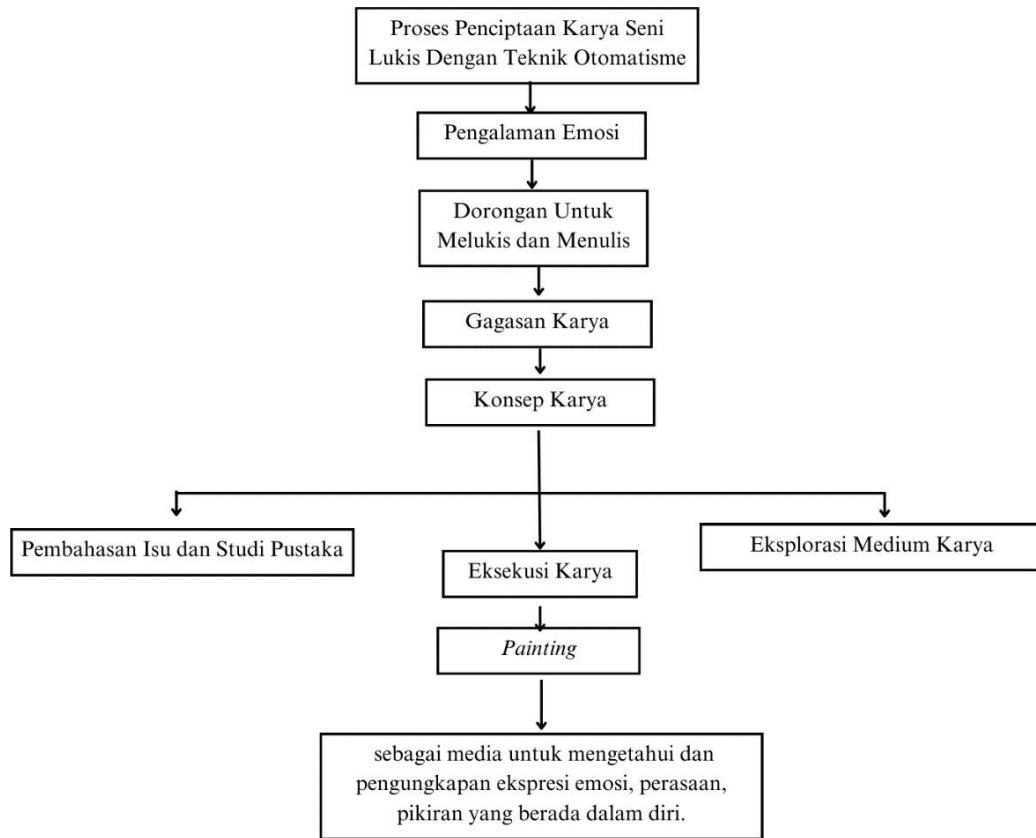 Proses Penciptaan Karya Seni
Lukis Dengan Teknik Otomatisme
Pengalaman Emosi
Dorongan Untuk
Melukis dan Menulis
Gagasan Karya
Konsep Karya
Pembahasan Isu dan Studi Pustaka
Eksekusi Karya
Eksplorasi Medium Karya
Painting
sebagai media untuk mengetahui dan
pengungkapan ekspresi emosi, perasaan,
pikiran yang berada dalam diri.